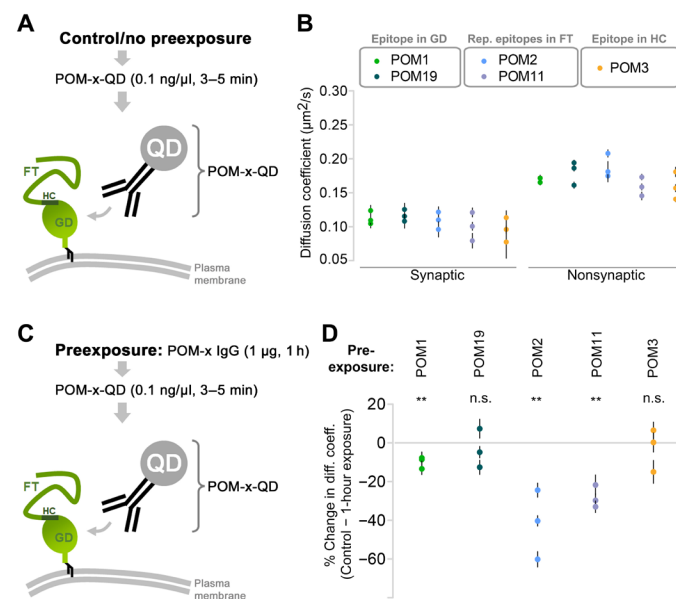 A
Control/no preexposure
POM-x-QD (0.1 ng/µl, 3–5 min)
QD
POM-x-QD
FT
HC
GD
Plasma
membrane
B
Epitope in GD
Rep. epitopes in FT
Epitope in HC
POM1
POM19
POM2
POM11
POM3
Diffusion coefficient (µm²/s)
0.30
0.20
0.15
0.10
0.05
Synaptic
Nonsynaptic
C
Preexposure: POM-x IgG (1 µg, 1 h)
POM-x-QD (0.1 ng/µl, 3–5 min)
QD
POM-x-QD
FT
HC
GD
Plasma
membrane
D
Pre-
exposure:
POM1
POM19
POM2
POM11
POM3
** n.s. ** ** n.s.
% Change in diff. coeff.
(Control – 1-hour exposure)
20
0
−20
−40
−60